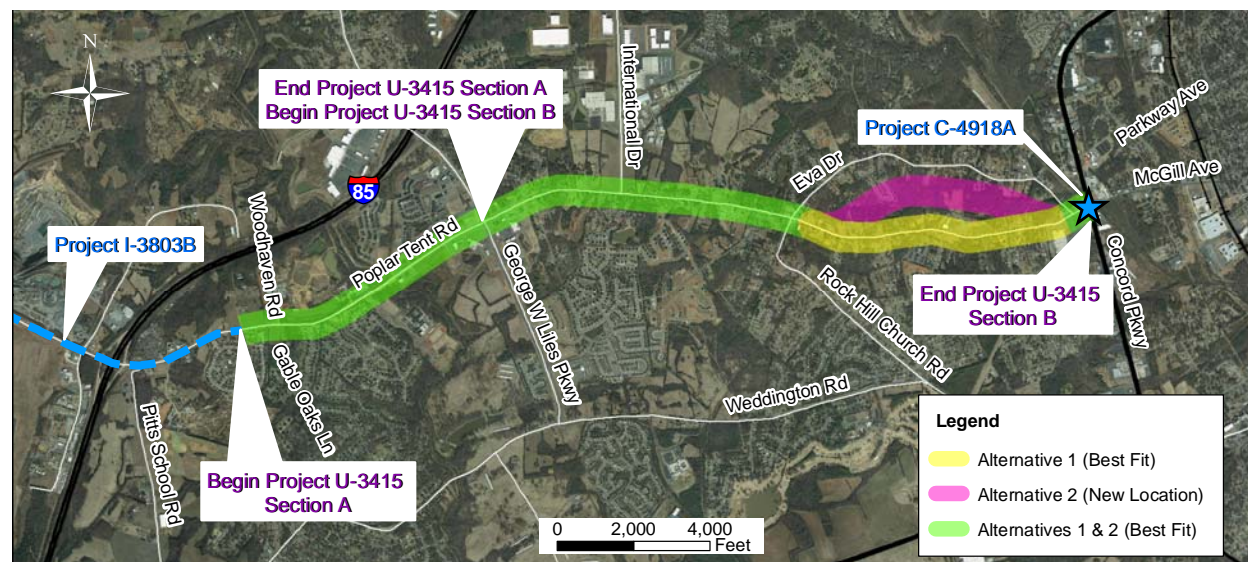 N
End Project U-3415 Section A
Begin Project U-3415 Section B
International Dr
Project C-4918A
Parkway Ave
McGill Ave
Eva Dr
85
Woodhaven Rd
Project I-3803B
Poplar Tent Rd
George W Liles Pkwy
Rock Hill Church Rd
End Project U-3415
Section B
Concord Pkwy
Gable Oaks Ln
Pitts School Rd
Weddington Rd
Begin Project U-3415
Section A
0 2,000 4,000
Feet
Legend
Alternative 1 (Best Fit)
Alternative 2 (New Location)
Alternatives 1 & 2 (Best Fit)